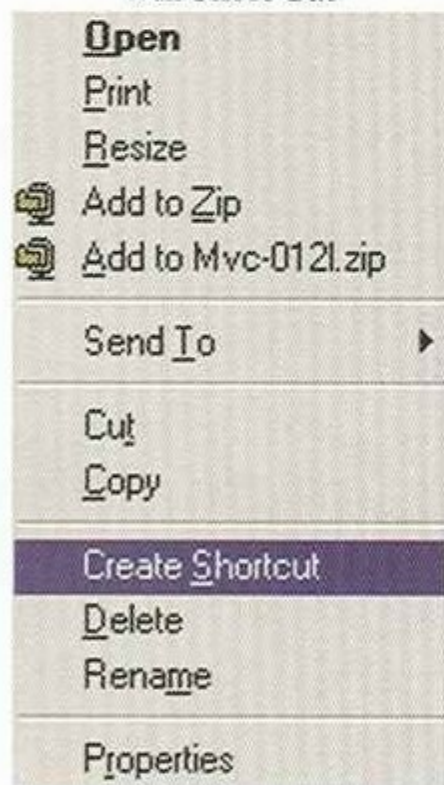 Open
Print
Resize
Add to Zip
Add to Mvc-012l.zip
Send To
Cut
Copy
Create Shortcut
Delete
Rename
Properties